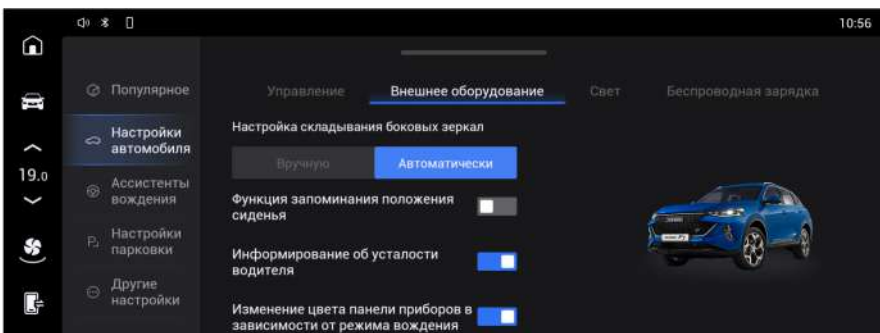 10:56
Популярное
Управление
Внешнее оборудование
Свет
Беспроводная зарядка
Настройки
автомобиля
Настройка складывания боковых зеркал
Вручную
Автоматически
19.0
Ассистенты
вождения
Функция запоминания положения
сиденья
Настройки
парковки
Информирование об усталости
водителя
Другие
настройки
Изменение цвета панели приборов в
зависимости от режима вождения